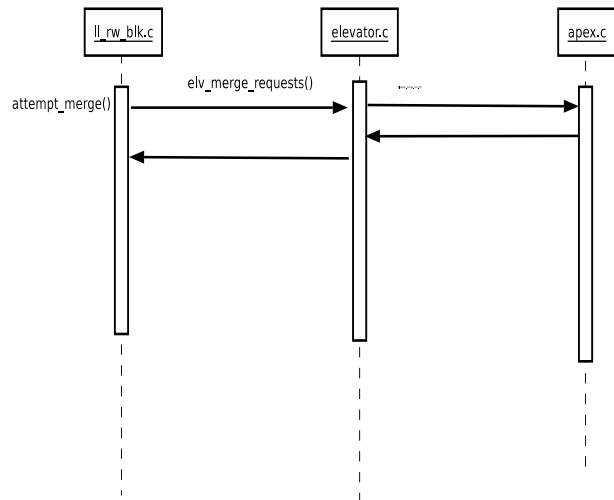 ll_rw_blk.c
elevator.c
apex.c
elv_merge_requests()
attempt_merge()